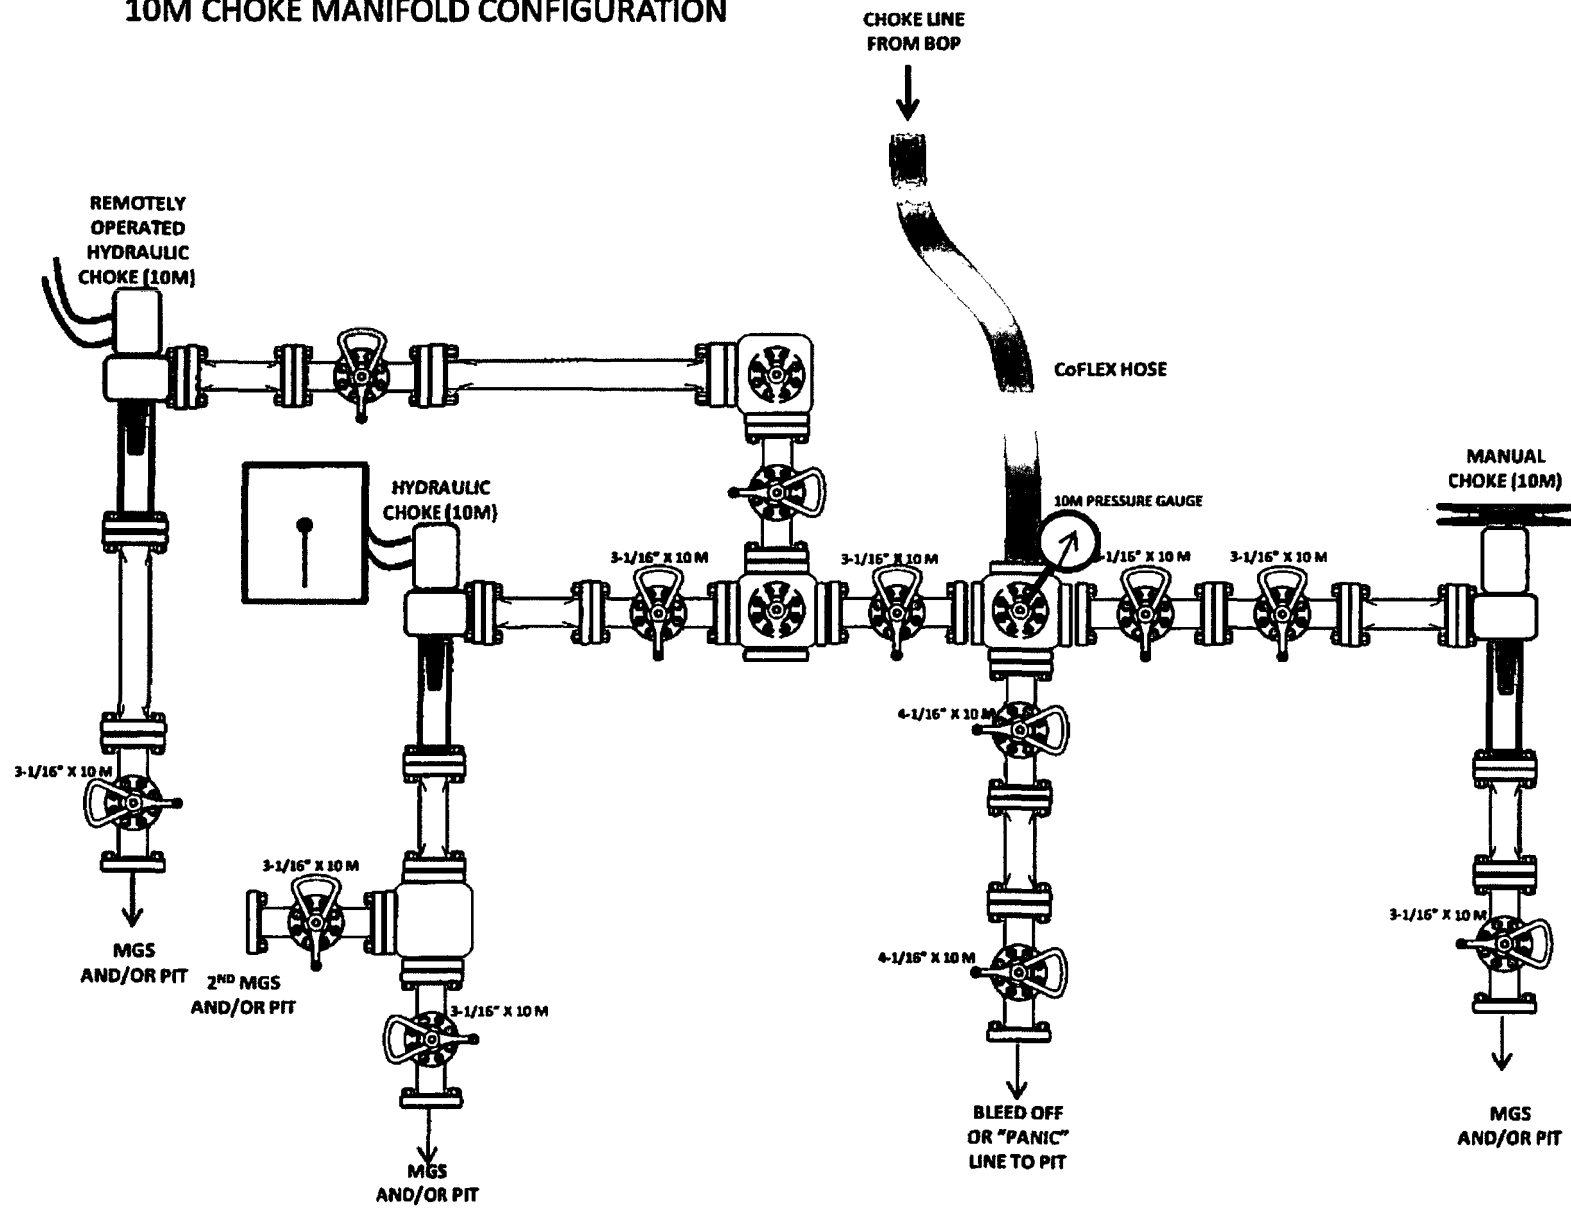 10M CHOKE MANIFOLD CONFIGURATION
CHOKE LINE
FROM BOP
REMOTELY
OPERATED
HYDRAULIC
CHOKE (10M)
CoFLEX HOSE
MANUAL
CHOKE (10M)
HYDRAULIC
CHOKE (10M)
10M PRESSURE GAUGE
3-1/16" X 10 M
3-1/16" X 10 M
-1/16" X 10 M
3-1/16" X 10 M
4-1/16" X 10 M
3-1/16" X 10 M
3-1/16" X 10 M
3-1/16" X 10 M
4-1/16" X 10 M
MGS
AND/OR PIT
2ND MGS
AND/OR PIT
3-1/16" X 10 M
BLEED OFF
OR "PANIC"
LINE TO PIT
MGS
AND/OR PIT
MGS
AND/OR PIT